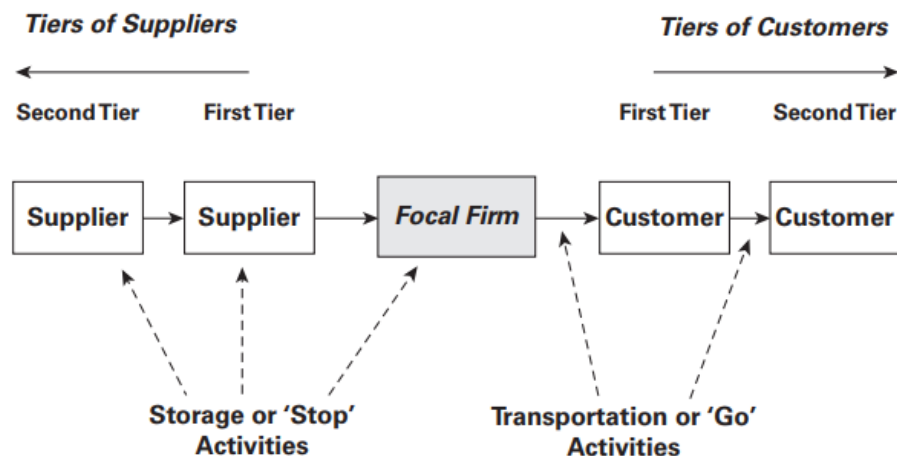 Tiers of Suppliers
Tiers of Customers
Second Tier
First Tier
First Tier
Second Tier
Supplier
Supplier
Focal Firm
Customer
Customer
Storage or ‘Stop’
Activities
Transportation or ‘Go’
Activities